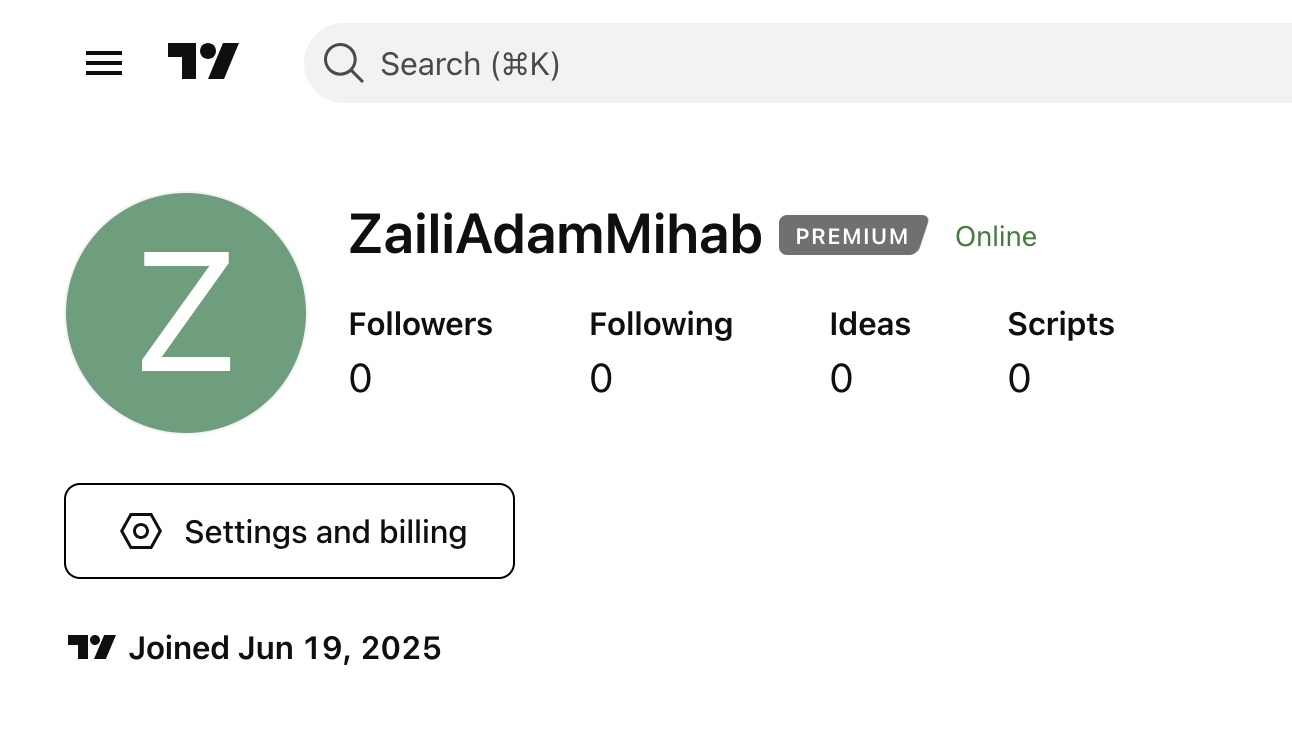 Search (⌘K)
Z
ZailiAdamMihab PREMIUM Online
Followers Following Ideas Scripts
0 0 0 0
Settings and billing
Joined Jun 19, 2025